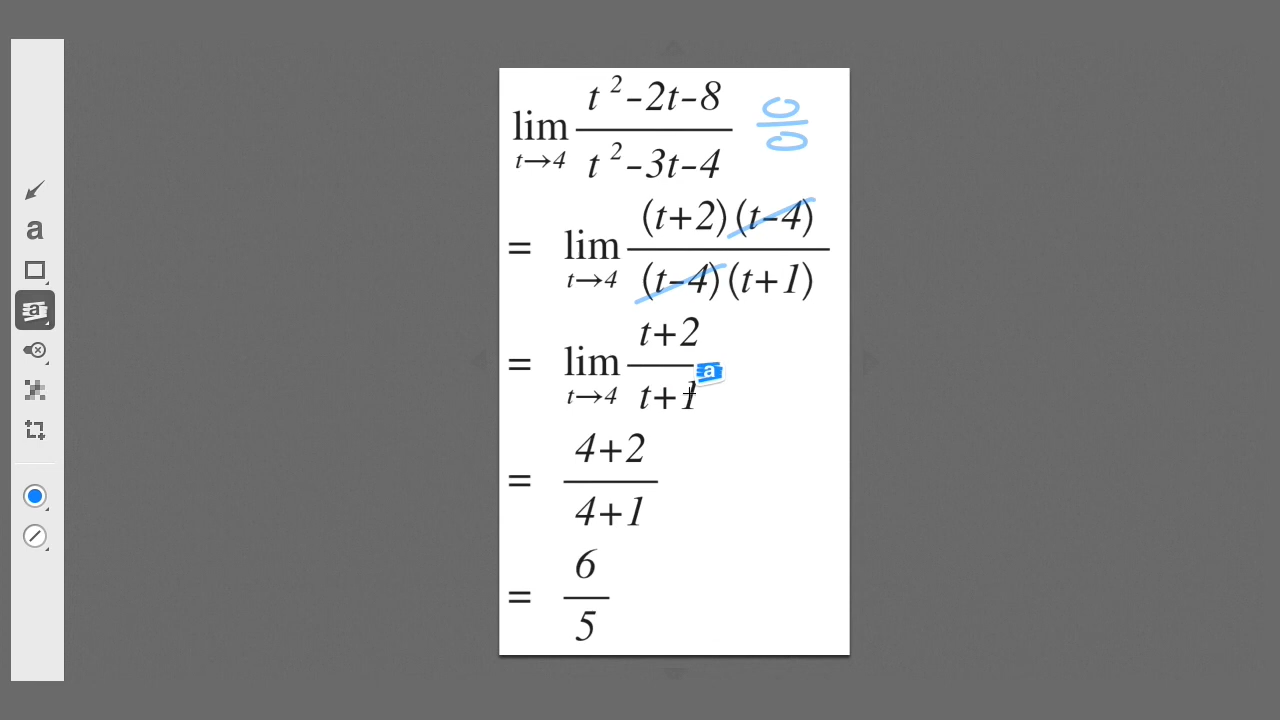 a
a
lim t→4 t²-2t-8 / t²-3t-4 0/0
= lim t→4 (t+2)(t-4) / (t-4)(t+1)
= lim t→4 t+2 / t+1
a
= 4+2 / 4+1
= 6 / 5